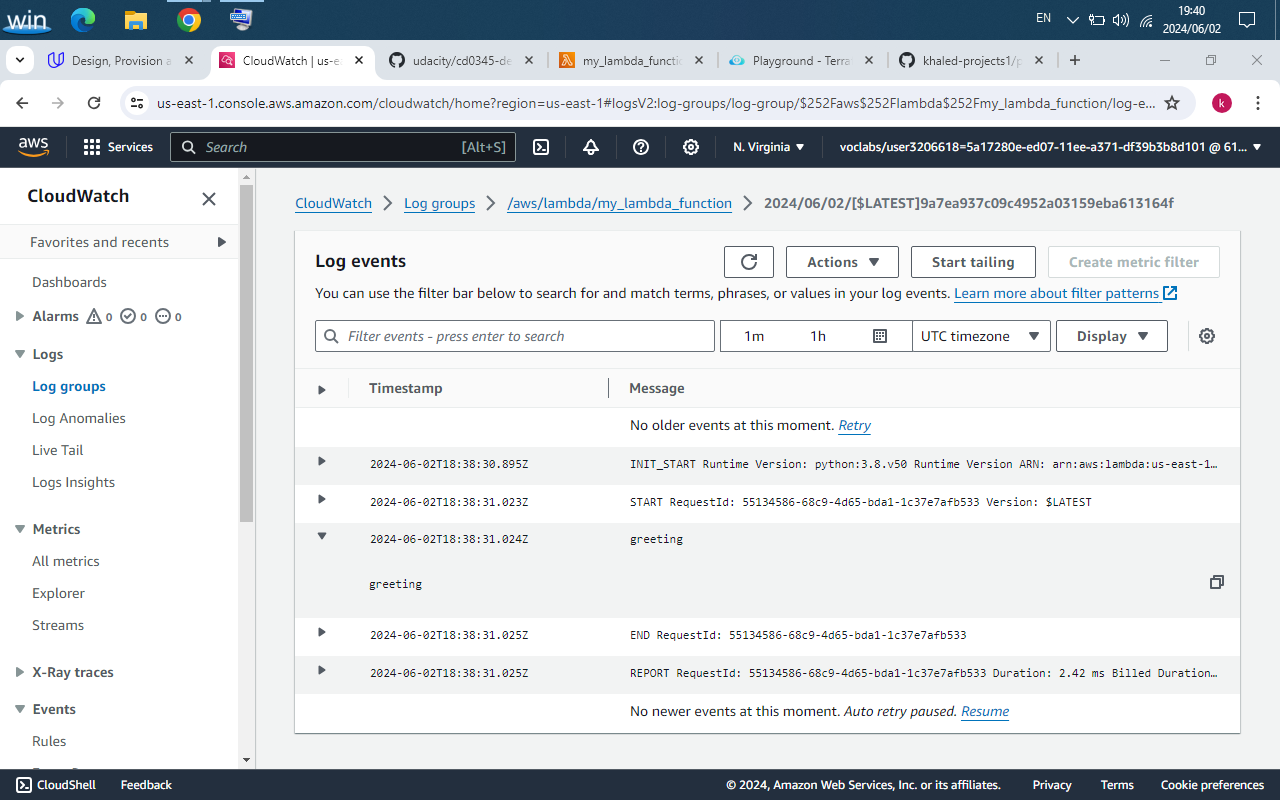 win
EN
19:40
2024/06/02
Design, Provision a
CloudWatch | us-e
udacity/cd0345-de
my_lambda_functio
Playground - Terra
khaled-projects1/p
us-east-1.console.aws.amazon.com/cloudwatch/home?region=us-east-1#logsV2:log-groups/log-group/$252Faws$252Flambda$252Fmy_lambda_function/log-e...
k
aws
Services
Search
[Alt+S]
N. Virginia
voclabs/user3206618=5a17280e-ed07-11ee-a371-df39b3b8d101 @ 61...
CloudWatch
Favorites and recents
Dashboards
Alarms 0 0 0
Logs
Log groups
Log Anomalies
Live Tail
Logs Insights
Metrics
All metrics
Explorer
Streams
X-Ray traces
Events
Rules
CloudWatch
Log groups
/aws/lambda/my_lambda_function
2024/06/02/[$LATEST]9a7ea937c09c4952a03159eba613164f
Log events
Actions
Start tailing
Create metric filter
You can use the filter bar below to search for and match terms, phrases, or values in your log events. Learn more about filter patterns
Filter events - press enter to search
1m
1h
UTC timezone
Display
Timestamp
Message
No older events at this moment. Retry
2024-06-02T18:38:30.895Z INIT_START Runtime Version: python:3.8.v50 Runtime Version ARN: arn:aws:lambda:us-east-1...
2024-06-02T18:38:31.023Z START RequestId: 55134586-68c9-4d65-bda1-1c37e7afb533 Version: $LATEST
2024-06-02T18:38:31.024Z greeting
greeting
2024-06-02T18:38:31.025Z END RequestId: 55134586-68c9-4d65-bda1-1c37e7afb533
2024-06-02T18:38:31.025Z REPORT RequestId: 55134586-68c9-4d65-bda1-1c37e7afb533 Duration: 2.42 ms Billed Duration...
No newer events at this moment. Auto retry paused. Resume
CloudShell
Feedback
© 2024, Amazon Web Services, Inc. or its affiliates.
Privacy
Terms
Cookie preferences